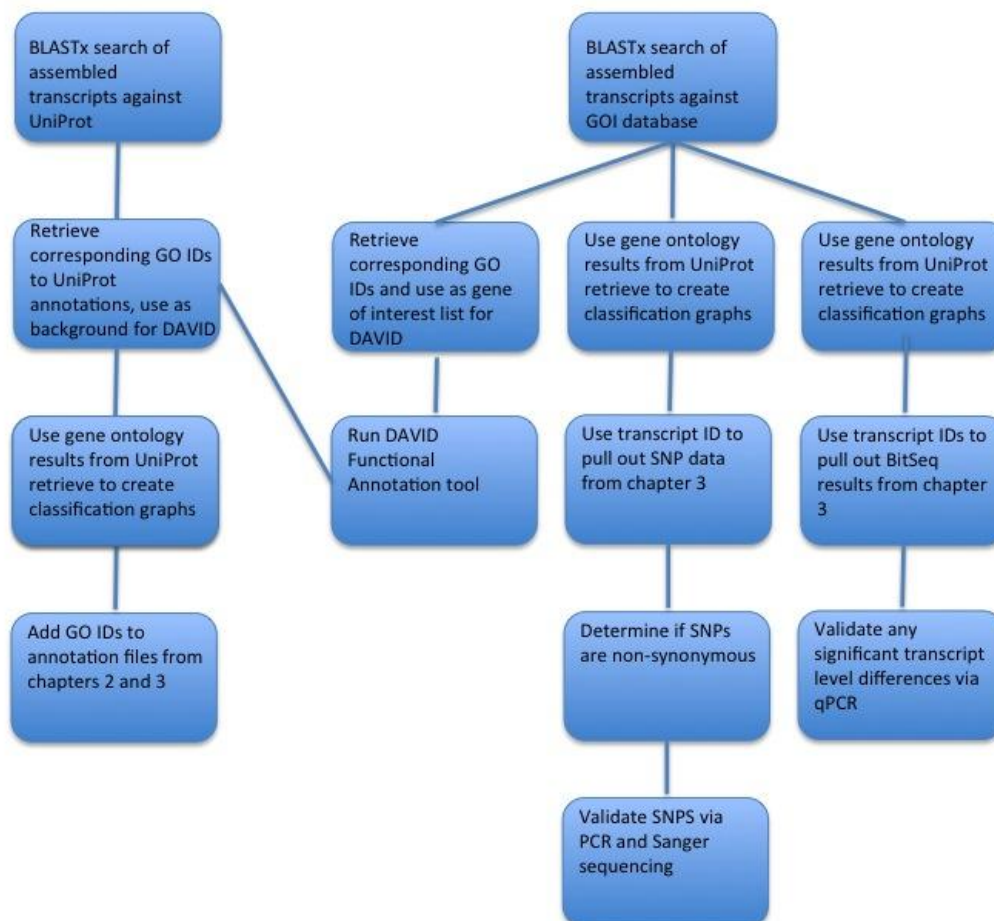 BLASTx search of
assembled
transcripts against
UniProt
BLASTx search of
assembled
transcripts against
GOI database
Retrieve
corresponding GO IDs
to UniProt
annotations, use as
background for DAVID
Retrieve
corresponding GO
IDs and use as gene
of interest list for
DAVID
Use gene ontology
results from UniProt
retrieve to create
classification graphs
Use gene ontology
results from UniProt
retrieve to create
classification graphs
Use gene ontology
results from UniProt
retrieve to create
classification graphs
Run DAVID
Functional
Annotation tool
Use transcript ID to
pull out SNP data
from chapter 3
Use transcript IDs to
pull out BitSeq
results from chapter
3
Add GO IDs to
annotation files from
chapters 2 and 3
Determine if SNPs
are non-synonymous
Validate any
significant transcript
level differences via
qPCR
Validate SNPS via
PCR and Sanger
sequencing